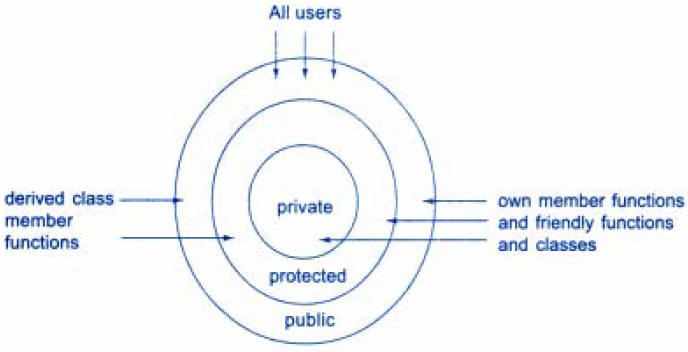 All users
derived class
member
functions
private
protected
public
own member functions
and friendly functions
and classes